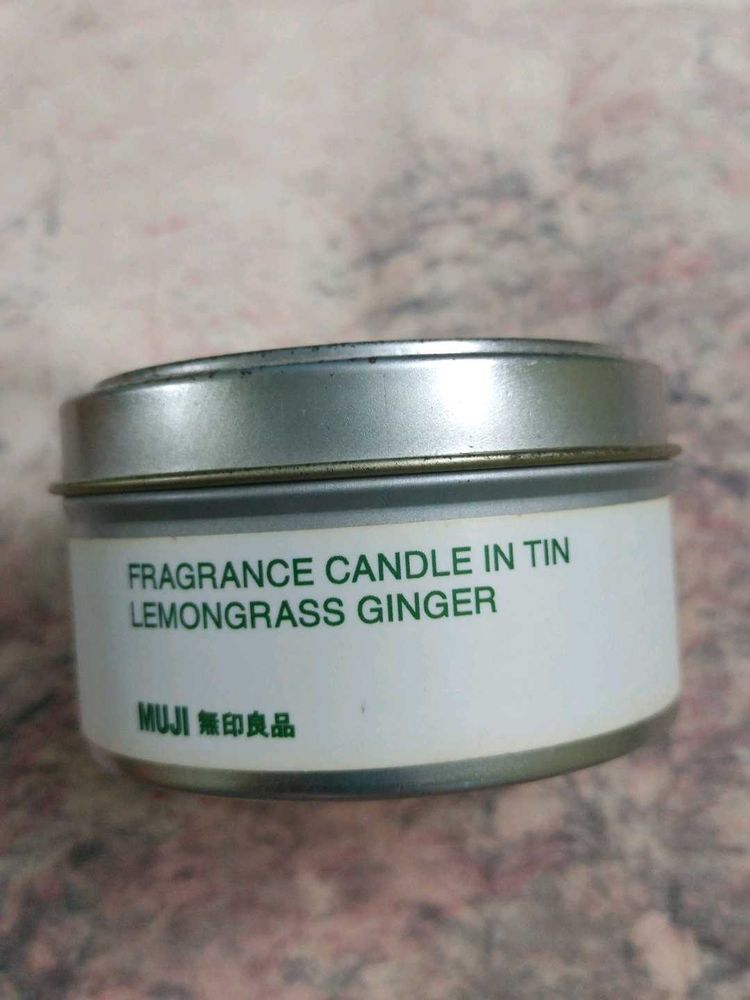 FRAGRANCE CANDLE IN TIN
LEMONGRASS GINGER
MUJI 無印良品